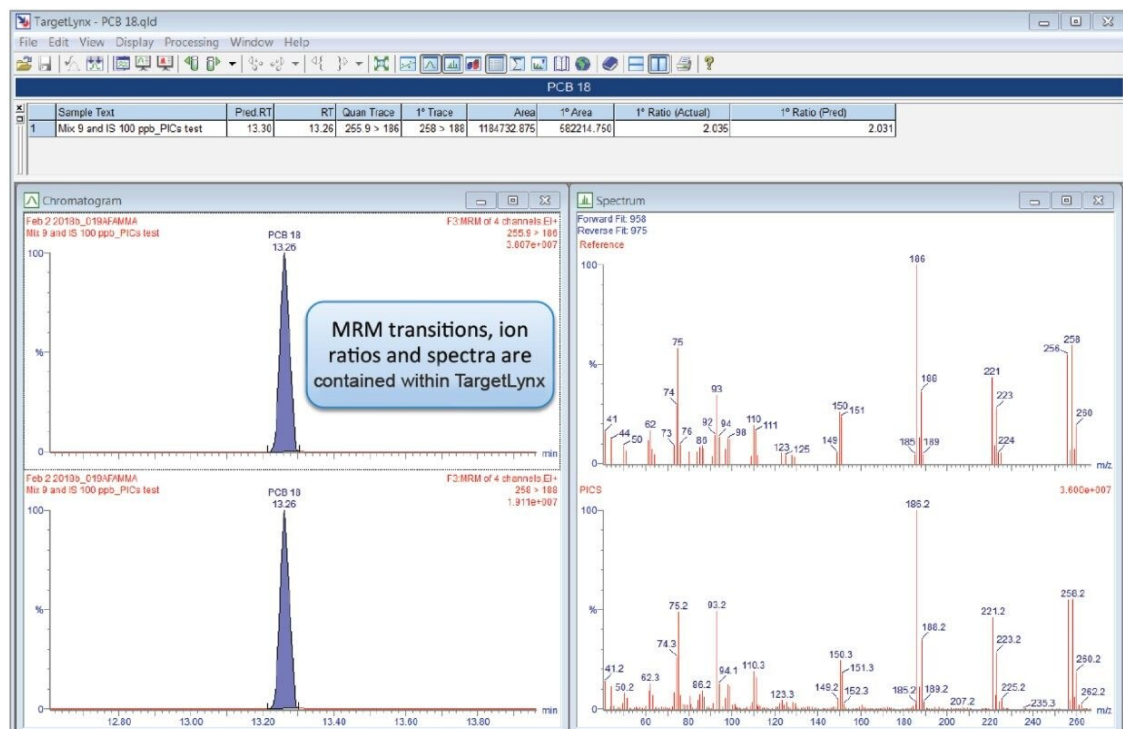 TargetLynx - PCB 18.qld
File Edit View Display Processing Window Help
PCB 18
Sample Text Pred.RT RT Quan Trace 1º Trace Area 1º Area 1º Ratio (Actual) 1º Ratio (Pred)
1 Mix 9 and IS 100 ppb_PICs test 13.30 13.26 255.9 > 186 258 > 188 1184732.875 582214.750 2.035 2.031
Chromatogram
Feb 2 2018b_019AFAMMA F3:MRM of 4 channels,EI+
Mix 9 and IS 100 ppb_PICs test 255.9 > 186
3.807e+007
PCB 18
13.26
100
%
0
min
MRM transitions, ion
ratios and spectra are
contained within TargetLynx
Feb 2 2018b_019AFAMMA F3:MRM of 4 channels,EI+
Mix 9 and IS 100 ppb_PICs test 258 > 188
1.911e+007
PCB 18
13.26
100
%
0
min
12.80 13.00 13.20 13.40 13.60 13.80
Spectrum
Forward Fit: 958
Reverse Fit: 975
Reference
186
100
%
0
41 44 50 62 73 74 75 76 86 92 93 94 98 110 111 123 125 149 150 151 185 188 189 221 223 224 256 258 260
m/z
PICS 3.600e+007
186.2
100
%
0
41.2 50.2 62.3 74.3 75.2 86.2 93.2 94.1 110.3 123.3 149.2 150.3 151.3 152.3 185.2 188.2 189.2 207.2 221.2 223.2 225.2 235.3 258.2 260.2 262.2
m/z
60 80 100 120 140 160 180 200 220 240 260